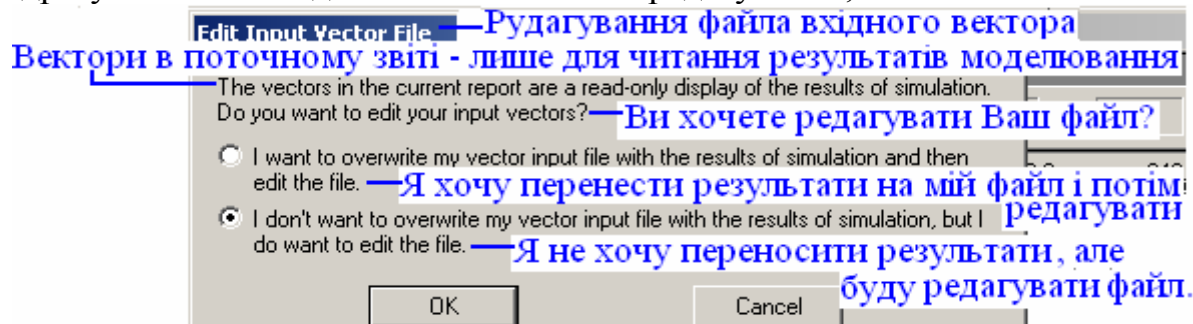 Edit Input Vector File Рудагування файла вхідного вектора
Вектори в поточному звіті - лише для читання результатів моделювання
The vectors in the current report are a read-only display of the results of simulation.
Do you want to edit your input vectors? Ви хочете редагувати Ваш файл?
I want to overwrite my vector input file with the results of simulation and then
edit the file. Я хочу перенести результати на мій файл і потім
редагувати
I don't want to overwrite my vector input file with the results of simulation, but I
do want to edit the file. Я не хочу переносити результати, але
буду редагувати файл.
OK Cancel